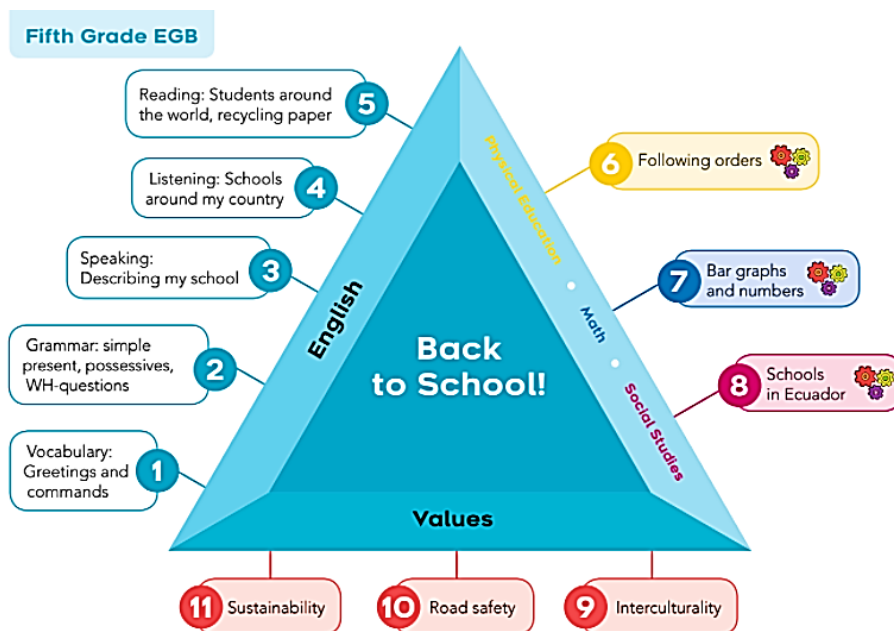 Fifth Grade EGB
Reading: Students around
the world, recycling paper
5
Listening: Schools
around my country
4
Speaking:
Describing my school
3
Grammar: simple
present, possessives,
WH-questions
2
Vocabulary:
Greetings and
commands
1
English
Back
to School!
Physical Education
Math
Social Studies
6
Following orders
7
Bar graphs
and numbers
8
Schools
in Ecuador
Values
11 Sustainability
10 Road safety
9 Interculturality